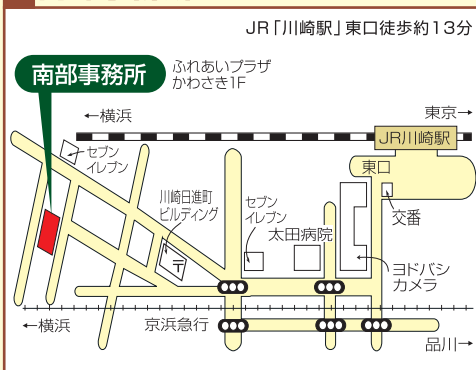 JR「川崎駅」東口徒歩約13分
南部事務所
ふれあいプラザ
かわさき1F
←横浜
東京→
JR川崎駅
東口
セブン
イレブン
川崎日進町
ビルディング
〒
セブン
イレブン
太田病院
交番
ヨドバシ
カメラ
←横浜
京浜急行
品川→